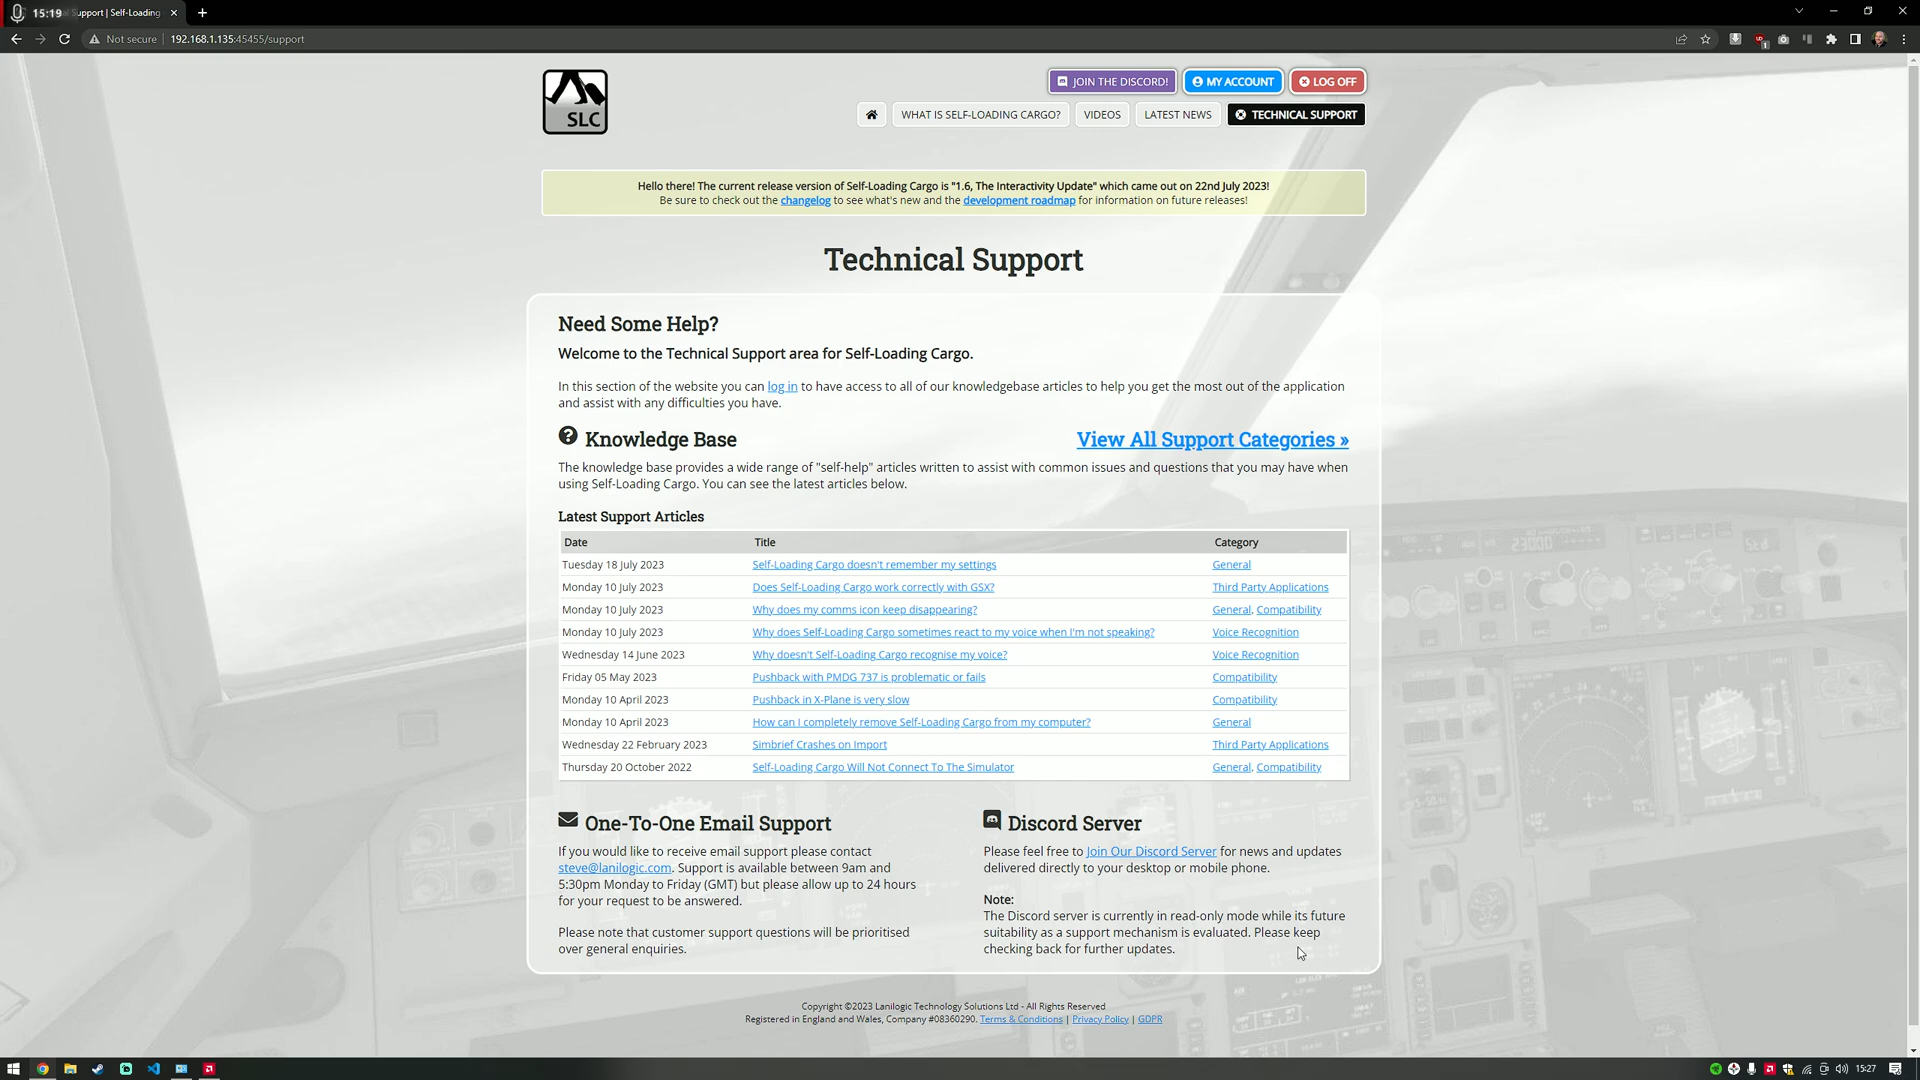 15:19
Support | Self-Loading
Not secure
192.168.1.135:45455/support
SLC
JOIN THE DISCORD!
MY ACCOUNT
LOG OFF
WHAT IS SELF-LOADING CARGO?
VIDEOS
LATEST NEWS
TECHNICAL SUPPORT
Hello there! The current release version of Self-Loading Cargo is "1.6, The Interactivity Update" which came out on 22nd July 2023!
Be sure to check out the changelog to see what's new and the development roadmap for information on future releases!
Technical Support
Need Some Help?
Welcome to the Technical Support area for Self-Loading Cargo.
In this section of the website you can log in to have access to all of our knowledgebase articles to help you get the most out of the application
and assist with any difficulties you have.
Knowledge Base
View All Support Categories »
The knowledge base provides a wide range of "self-help" articles written to assist with common issues and questions that you may have when
using Self-Loading Cargo. You can see the latest articles below.
Latest Support Articles
Date Title Category
Tuesday 18 July 2023 Self-Loading Cargo doesn't remember my settings General
Monday 10 July 2023 Does Self-Loading Cargo work correctly with GSX? Third Party Applications
Monday 10 July 2023 Why does my comms icon keep disappearing? General, Compatibility
Monday 10 July 2023 Why does Self-Loading Cargo sometimes react to my voice when I'm not speaking? Voice Recognition
Wednesday 14 June 2023 Why doesn't Self-Loading Cargo recognise my voice? Voice Recognition
Friday 05 May 2023 Pushback with PMDG 737 is problematic or fails Compatibility
Monday 10 April 2023 Pushback in X-Plane is very slow Compatibility
Monday 10 April 2023 How can I completely remove Self-Loading Cargo from my computer? General
Wednesday 22 February 2023 Simbrief Crashes on Import Third Party Applications
Thursday 20 October 2022 Self-Loading Cargo Will Not Connect To The Simulator General, Compatibility
One-To-One Email Support
If you would like to receive email support please contact
steve@lanilogic.com. Support is available between 9am and
5:30pm Monday to Friday (GMT) but please allow up to 24 hours
for your request to be answered.
Please note that customer support questions will be prioritised
over general enquiries.
Discord Server
Please feel free to Join Our Discord Server for news and updates
delivered directly to your desktop or mobile phone.
Note:
The Discord server is currently in read-only mode while its future
suitability as a support mechanism is evaluated. Please keep
checking back for further updates.
Copyright ©2023 Lanilogic Technology Solutions Ltd - All Rights Reserved
Registered in England and Wales, Company #08360290. Terms & Conditions | Privacy Policy | GDPR
15:27